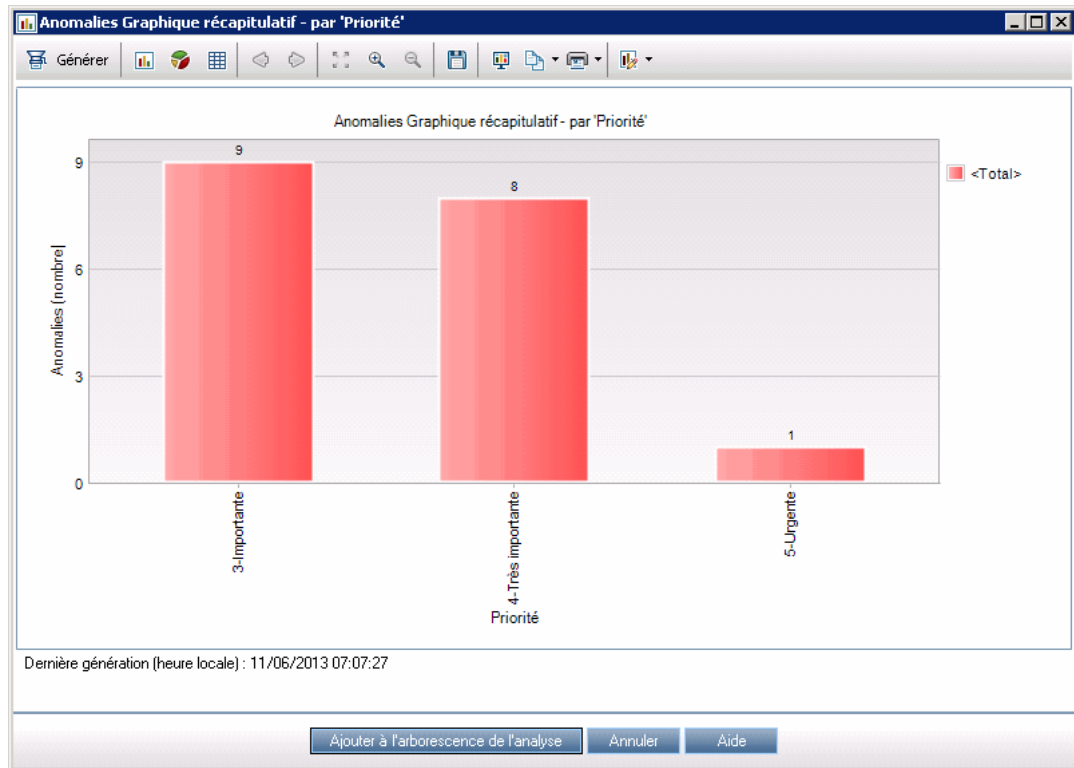 Anomalies Graphique récapitulatif - par 'Priorité'
Générer
Anomalies Graphique récapitulatif - par 'Priorité'
9
8
1
<Total>
9
6
3
0
Anomalies (nombre)
3-Importante
4-Très importante
5-Urgente
Priorité
Dernière génération (heure locale) : 11/06/2013 07:07:27
Ajouter à l'arborescence de l'analyse
Annuler
Aide